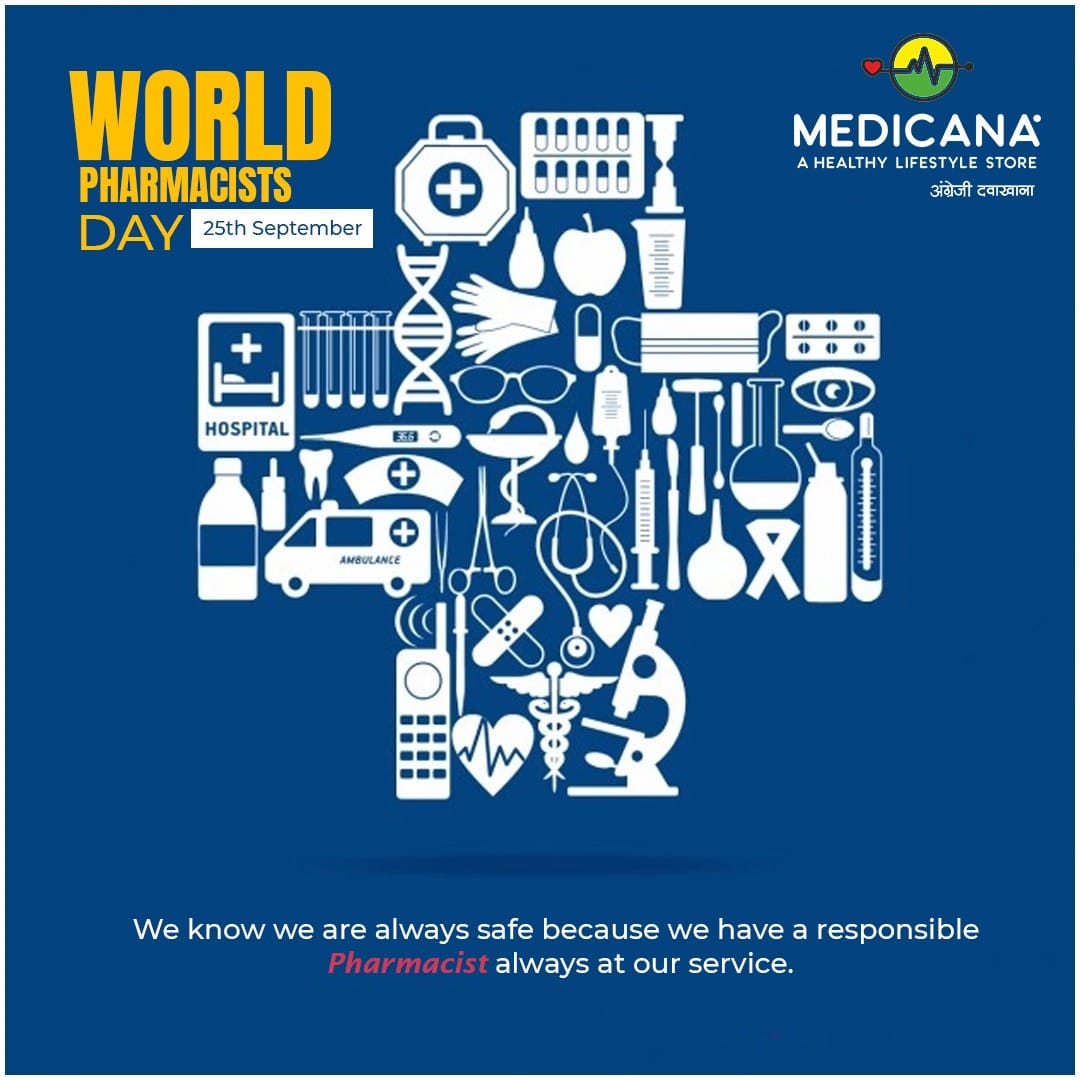 WORLD
PHARMACISTS
DAY 25th September
MEDICANA
A HEALTHY LIFESTYLE STORE
अंग्रेजी दवाखाना
HOSPITAL
36.6
AMBULANCE
We know we are always safe because we have a responsible
Pharmacist always at our service.